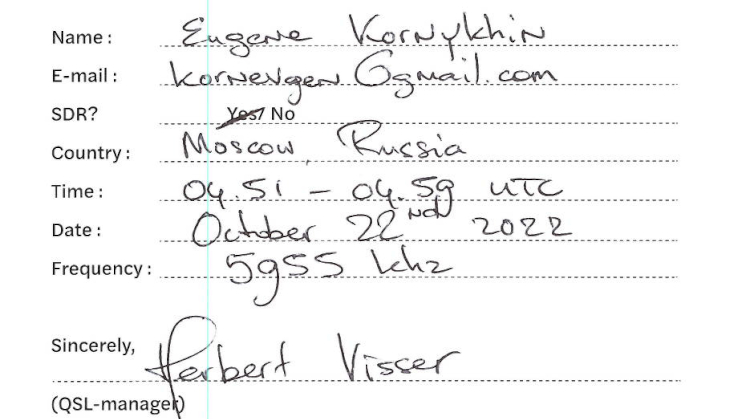 Name: Eugene Kornykhin
E-mail: kornevgen@gmail.com
SDR? Yes/ No
Country: Moscow, Russia
Time: 04.51 - 04.59 UTC
Date: October 22nd 2022
Frequency: 5955 khz
Sincerely,
Herbert Visser
(QSL-manager)